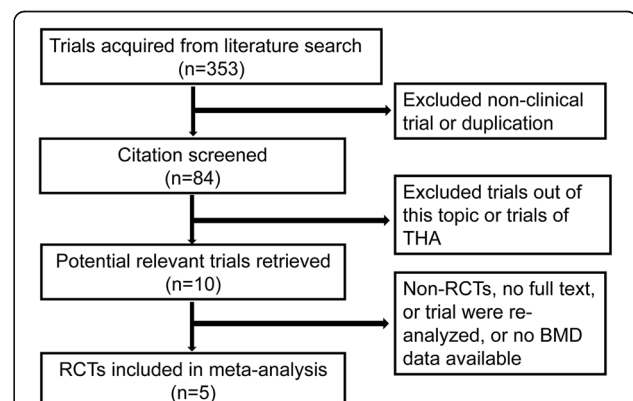 Trials acquired from literature search
(n=353)
Excluded non-clinical
trial or duplication
Citation screened
(n=84)
Excluded trials out of
this topic or trials of
THA
Potential relevant trials retrieved
(n=10)
Non-RCTs, no full text,
or trial were re-
analyzed, or no BMD
data available
RCTs included in meta-analysis
(n=5)